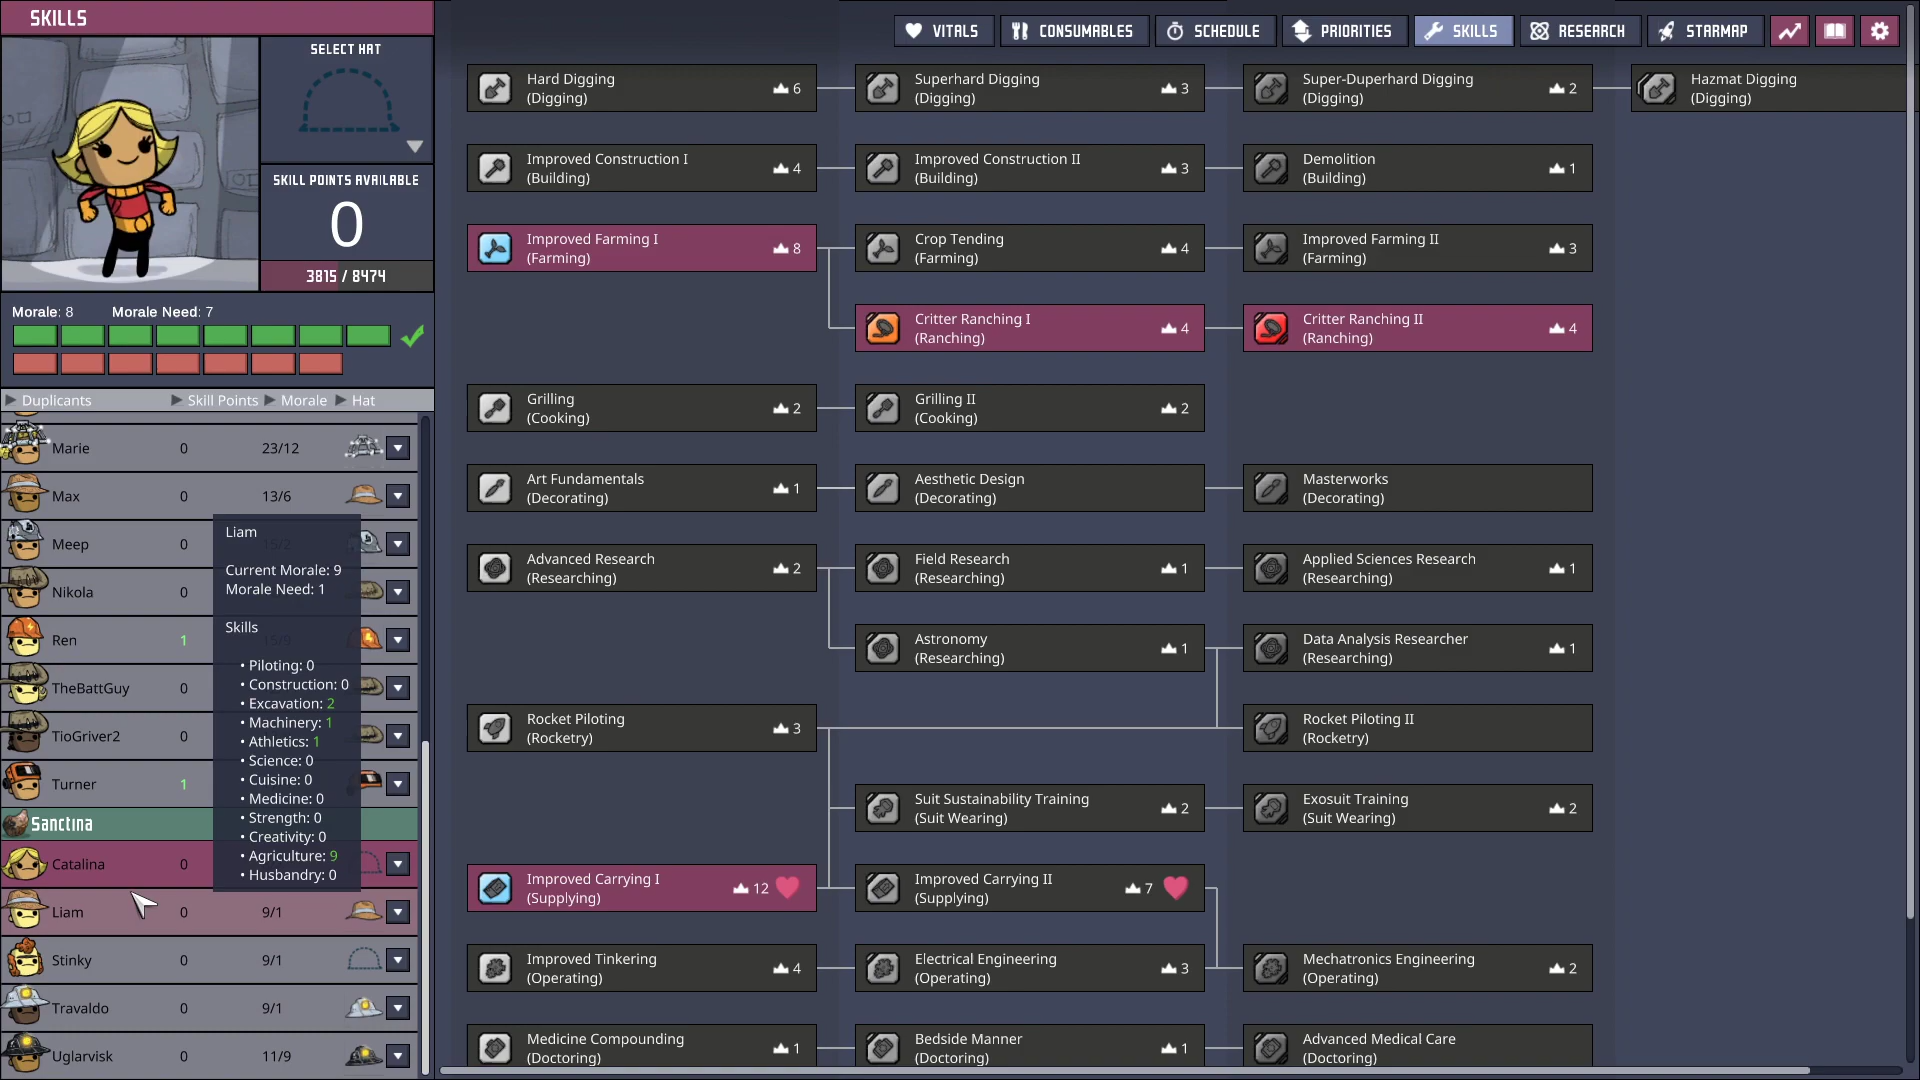 SKILLS
VITALS
CONSUMABLES
SCHEDULE
PRIORITIES
SKILLS
RESEARCH
STARMAP
SELECT HAT
SKILL POINTS AVAILABLE
0
3815 / 8474
Morale: 8 Morale Need: 7
Duplicants Skill Points Morale Hat
Marie 0 23/12
Max 0 13/6
Meep 0
Nikola 0
Ren 1
TheBattGuy 0
TioGriver2 0
Turner 1
Sanctina
Catalina 0
Liam 0 9/1
Stinky 0 9/1
Travaldo 0 9/1
Uglarvisk 0 11/9
Liam
Current Morale: 9
Morale Need: 1
Skills
• Piloting: 0
• Construction: 0
• Excavation: 2
• Machinery: 1
• Athletics: 1
• Science: 0
• Cuisine: 0
• Medicine: 0
• Strength: 0
• Creativity: 0
• Agriculture: 9
• Husbandry: 0
Hard Digging
(Digging)
6
Superhard Digging
(Digging)
3
Super-Duperhard Digging
(Digging)
2
Hazmat Digging
(Digging)
Improved Construction I
(Building)
4
Improved Construction II
(Building)
3
Demolition
(Building)
1
Improved Farming I
(Farming)
8
Crop Tending
(Farming)
4
Improved Farming II
(Farming)
3
Critter Ranching I
(Ranching)
4
Critter Ranching II
(Ranching)
4
Grilling
(Cooking)
2
Grilling II
(Cooking)
2
Art Fundamentals
(Decorating)
1
Aesthetic Design
(Decorating)
Masterworks
(Decorating)
Advanced Research
(Researching)
2
Field Research
(Researching)
1
Applied Sciences Research
(Researching)
1
Astronomy
(Researching)
1
Data Analysis Researcher
(Researching)
1
Rocket Piloting
(Rocketry)
3
Rocket Piloting II
(Rocketry)
Suit Sustainability Training
(Suit Wearing)
2
Exosuit Training
(Suit Wearing)
2
Improved Carrying I
(Supplying)
12
Improved Carrying II
(Supplying)
7
Improved Tinkering
(Operating)
4
Electrical Engineering
(Operating)
3
Mechatronics Engineering
(Operating)
2
Medicine Compounding
(Doctoring)
1
Bedside Manner
(Doctoring)
1
Advanced Medical Care
(Doctoring)